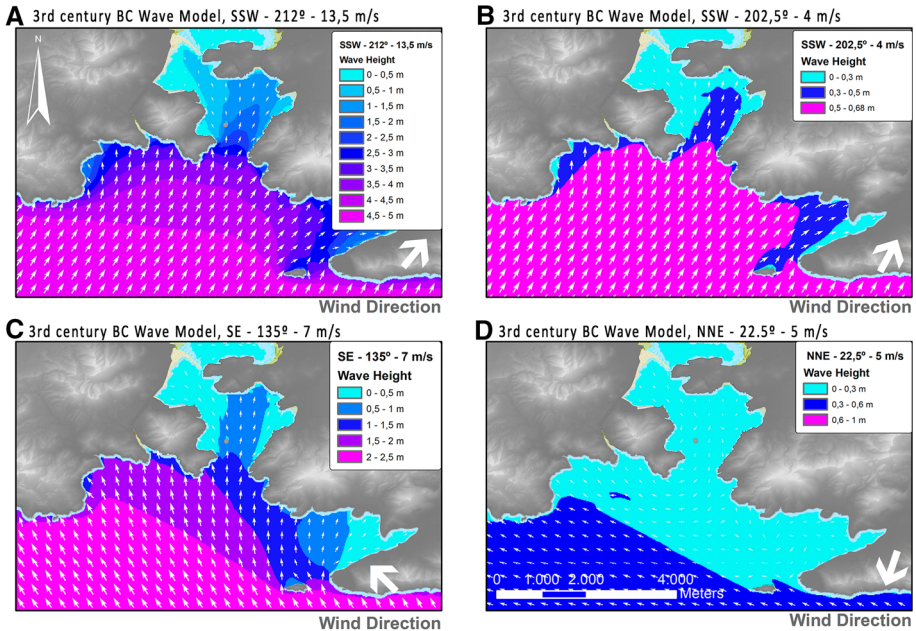 A 3rd century BC Wave Model, SSW - 212º - 13,5 m/s
N
SSW - 212º - 13,5 m/s
Wave Height
0 - 0,5 m
0,5 - 1 m
1 - 1,5 m
1,5 - 2 m
2 - 2,5 m
2,5 - 3 m
3 - 3,5 m
3,5 - 4 m
4 - 4,5 m
4,5 - 5 m
Wind Direction
B 3rd century BC Wave Model, SSW - 202,5º - 4 m/s
SSW - 202,5º - 4 m/s
Wave Height
0 - 0,3 m
0,3 - 0,5 m
0,5 - 0,68 m
Wind Direction
C 3rd century BC Wave Model, SE - 135º - 7 m/s
SE - 135º - 7 m/s
Wave Height
0 - 0,5 m
0,5 - 1 m
1 - 1,5 m
1,5 - 2 m
2 - 2,5 m
Wind Direction
D 3rd century BC Wave Model, NNE - 22.5º - 5 m/s
NNE - 22,5º - 5 m/s
Wave Height
0 - 0,3 m
0,3 - 0,6 m
0,6 - 1 m
0 1.000 2.000 4.000
Meters
Wind Direction